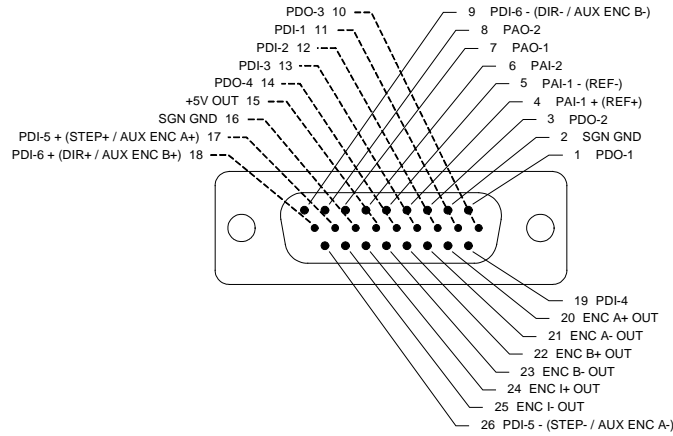 PDO-3 10
PDI-1 11
PDI-2 12
PDI-3 13
PDO-4 14
+5V OUT 15
SGN GND 16
PDI-5 + (STEP+ / AUX ENC A+) 17
PDI-6 + (DIR+ / AUX ENC B+) 18
9 PDI-6 - (DIR- / AUX ENC B-)
8 PAO-2
7 PAO-1
6 PAI-2
5 PAI-1 - (REF-)
4 PAI-1 + (REF+)
3 PDO-2
2 SGN GND
1 PDO-1
19 PDI-4
20 ENC A+ OUT
21 ENC A- OUT
22 ENC B+ OUT
23 ENC B- OUT
24 ENC I+ OUT
25 ENC I- OUT
26 PDI-5 - (STEP- / AUX ENC A-)